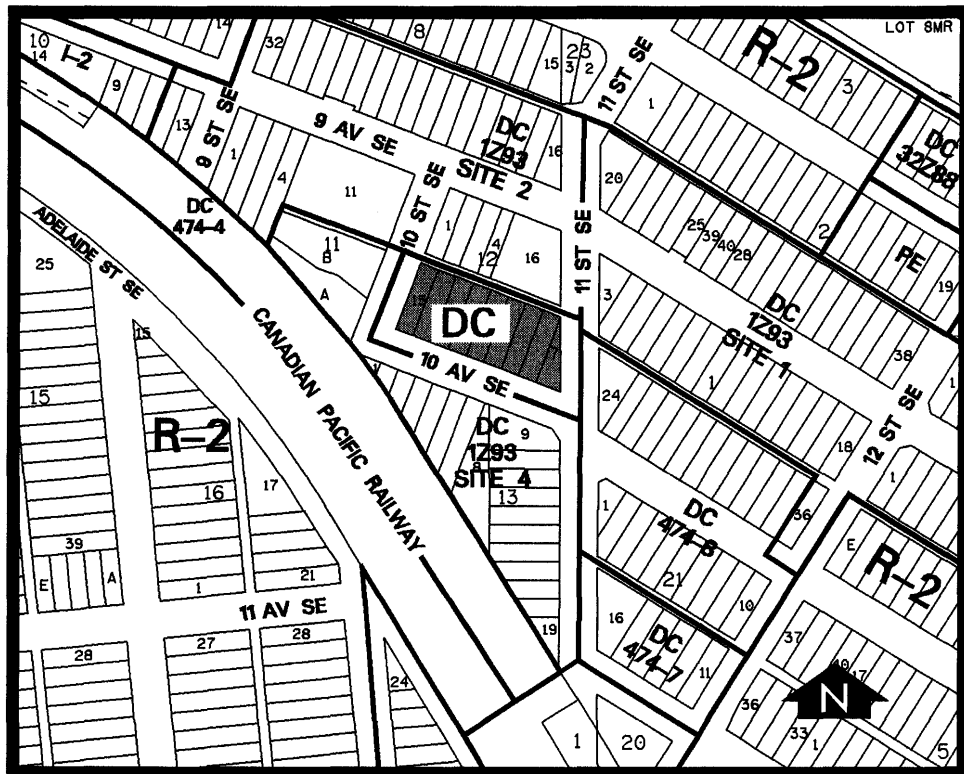 LOT 8MR
10
14
I-2
9
13
14
32
8
15
2
3
3
2
11 ST SE
R-2
3
1
DC
32Z88
9 ST SE
9 AV SE
DC
1Z93
SITE 2
16
1
4
11
10 ST SE
DC
474-4
1
4
12
16
11 ST SE
20
25
39
40
28
2
PE
19
ADELAIDE ST SE
25
11
B
A
15
DC
10 AV SE
3
DC
1Z93
SITE 1
38
1
1
18
12 ST SE
CANADIAN PACIFIC RAILWAY
15
15
R-2
16
17
DC
1Z93
SITE 4
8
9
13
24
1
36
DC
474-8
21
10
1
E
R-2
39
E
A
1
21
11 AV SE
19
16
DC
474-7
11
37
40
17
N
28
27
28
24
36
33
1
1
20
5